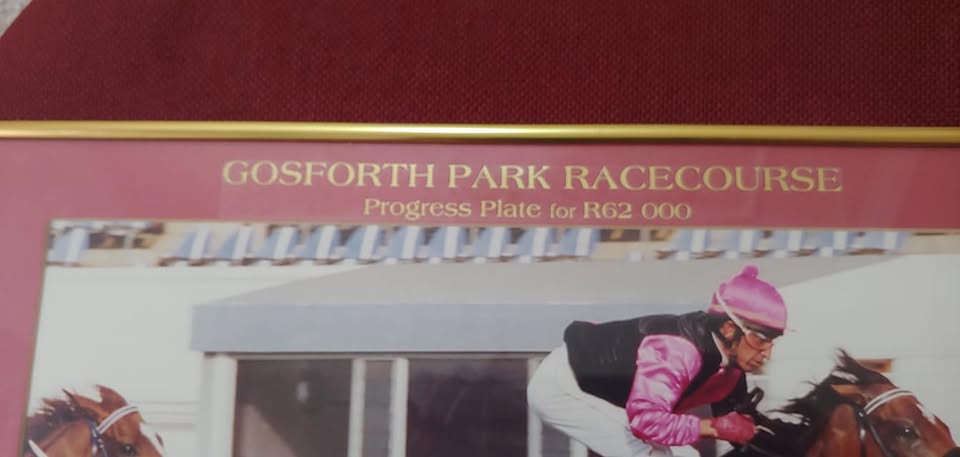 GOSFORTH PARK RACECOURSE
Progress Plate for R62 000